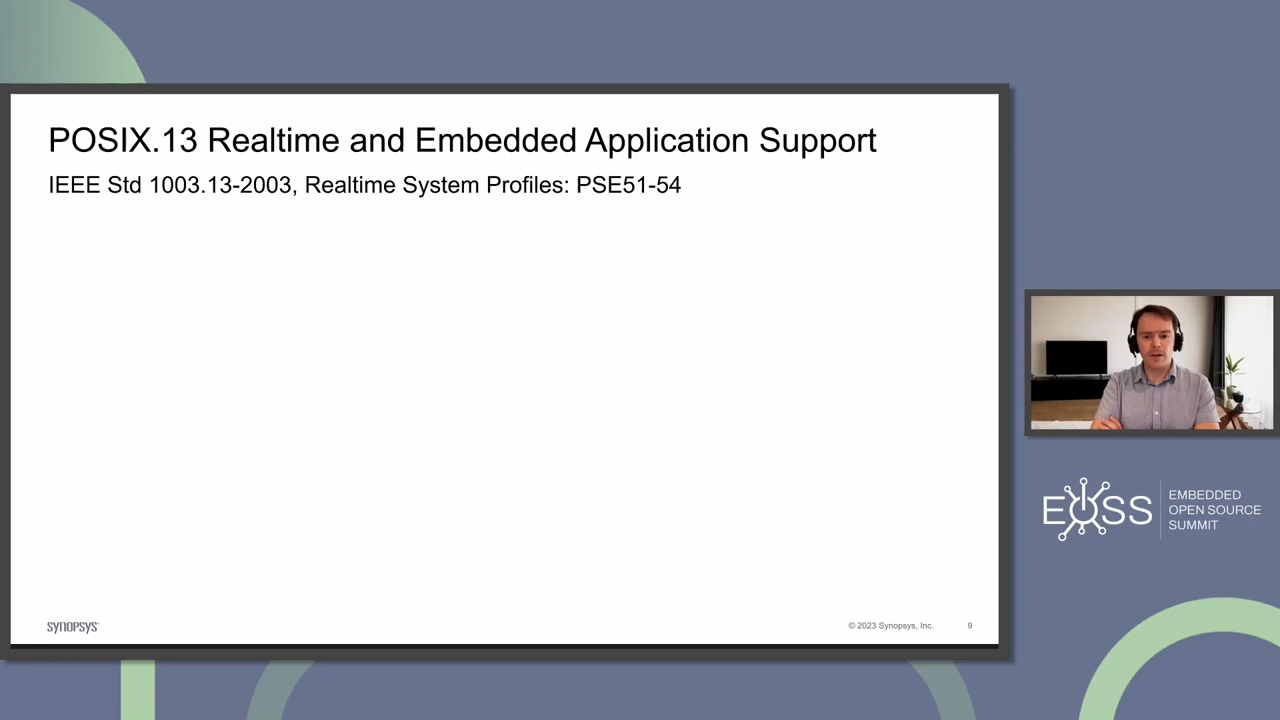 POSIX.13 Realtime and Embedded Application Support
IEEE Std 1003.13-2003, Realtime System Profiles: PSE51-54
SYNOPSYS®
© 2023 Synopsys, Inc.
9
EOSS
EMBEDDED
OPEN SOURCE
SUMMIT